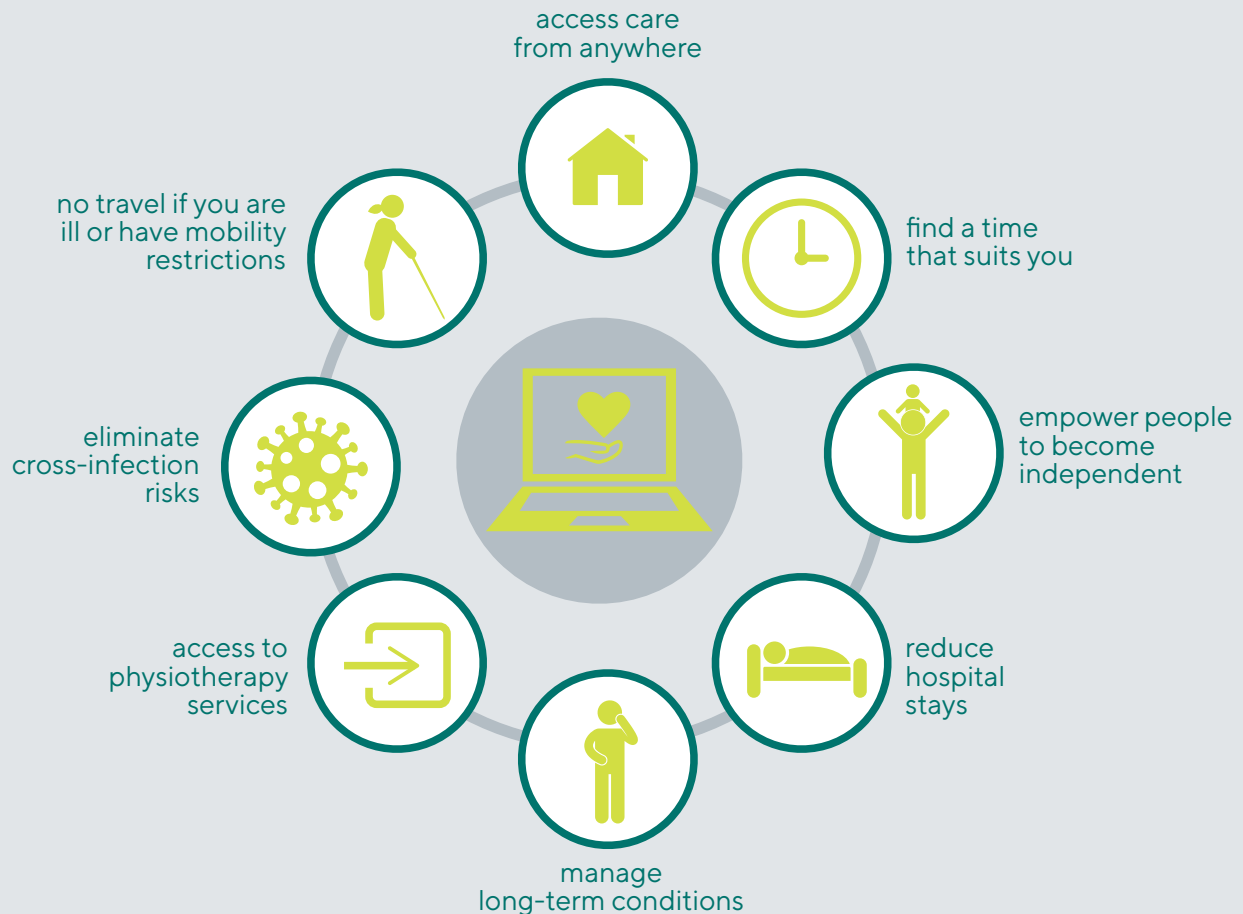 access care
from anywhere
find a time
that suits you
empower people
to become
independent
reduce
hospital
stays
manage
long-term conditions
access to
physiotherapy
services
eliminate
cross-infection
risks
no travel if you are
ill or have mobility
restrictions